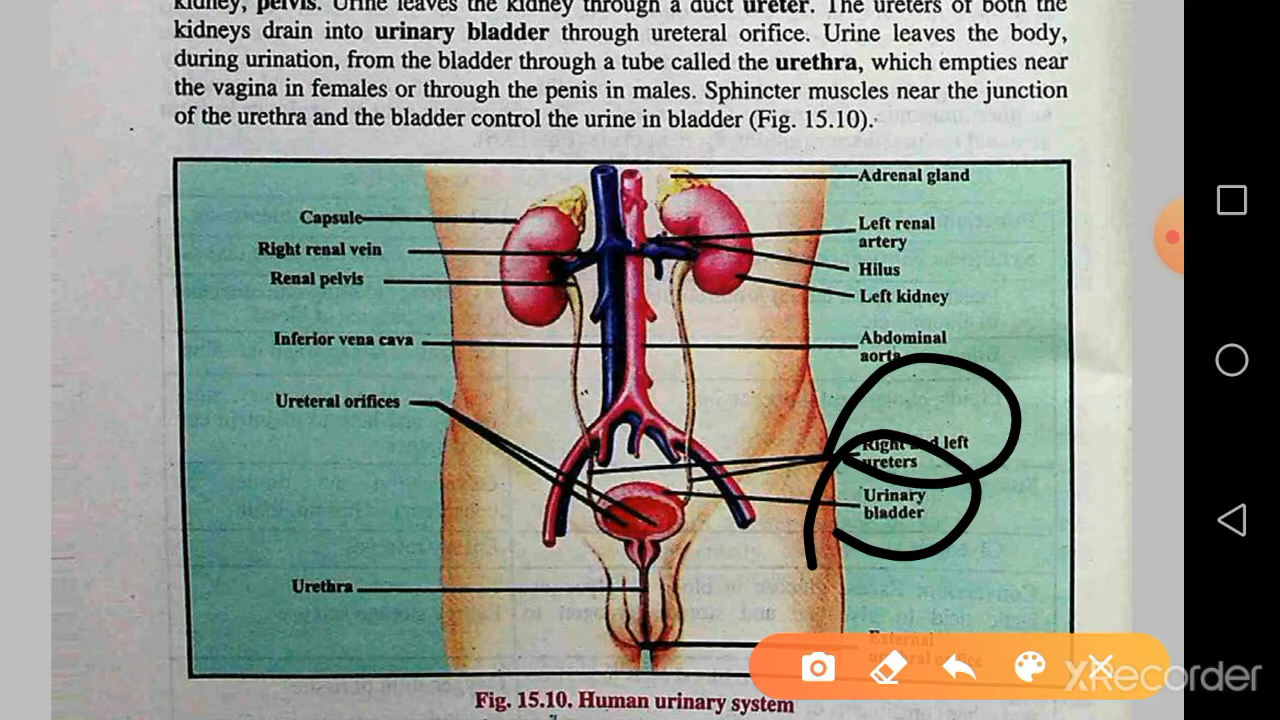 kidney, pelvis. Urine leaves the kidney through a duct ureter. The ureters of both the
kidneys drain into urinary bladder through ureteral orifice. Urine leaves the body,
during urination, from the bladder through a tube called the urethra, which empties near
the vagina in females or through the penis in males. Sphincter muscles near the junction
of the urethra and the bladder control the urine in bladder (Fig. 15.10).
Adrenal gland
Capsule
Left renal
artery
Right renal vein
Hilus
Renal pelvis
Left kidney
Inferior vena cava
Abdominal
aorta
Ureteral orifices
Right and left
ureters
Urinary
bladder
Urethra
External
XRecorder
Fig. 15.10. Human urinary system